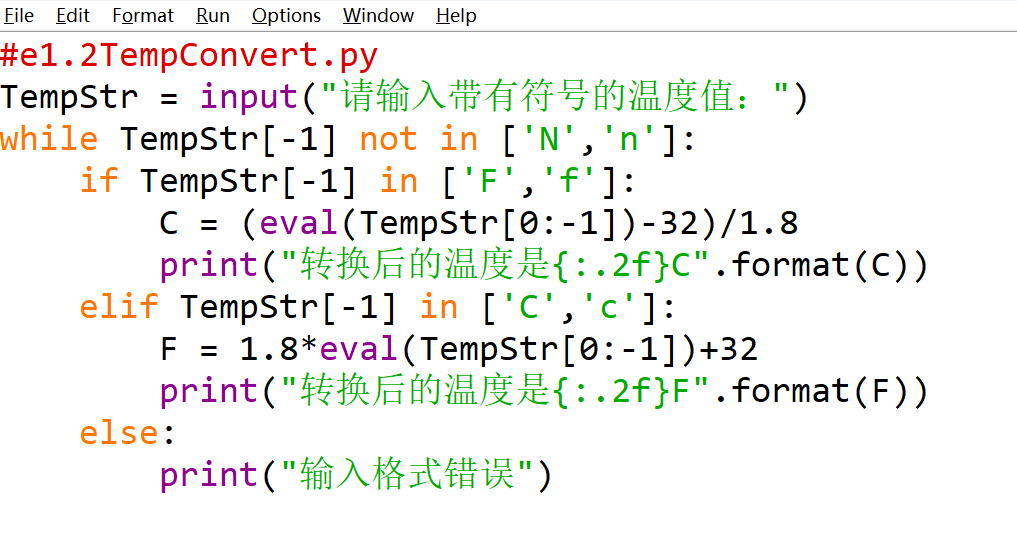 File Edit Format Run Options Window Help
#e1.2TempConvert.py
TempStr = input("请输入带有符号的温度值：")
while TempStr[-1] not in ['N','n']:
    if TempStr[-1] in ['F','f']:
        C = (eval(TempStr[0:-1])-32)/1.8
        print("转换后的温度是{:.2f}C".format(C))
    elif TempStr[-1] in ['C','c']:
        F = 1.8*eval(TempStr[0:-1])+32
        print("转换后的温度是{:.2f}F".format(F))
    else:
        print("输入格式错误")